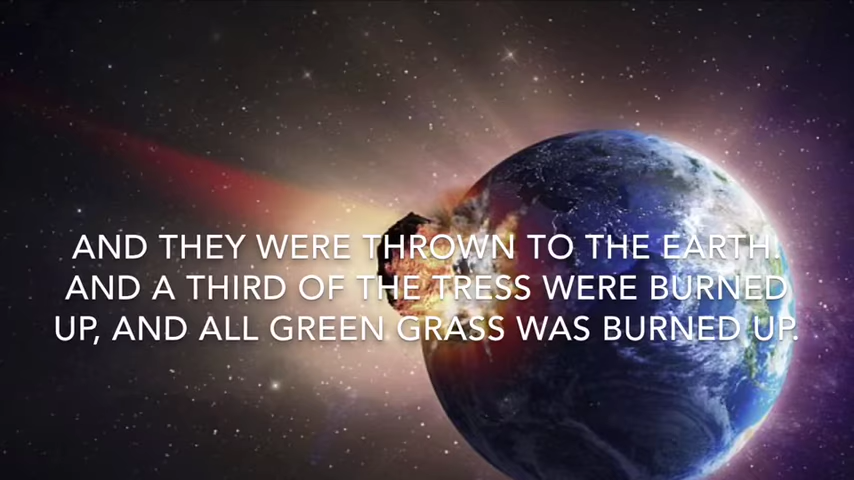 AND THEY WERE THROWN TO THE EARTH!
AND A THIRD OF THE TRESS WERE BURNED
UP, AND ALL GREEN GRASS WAS BURNED UP.